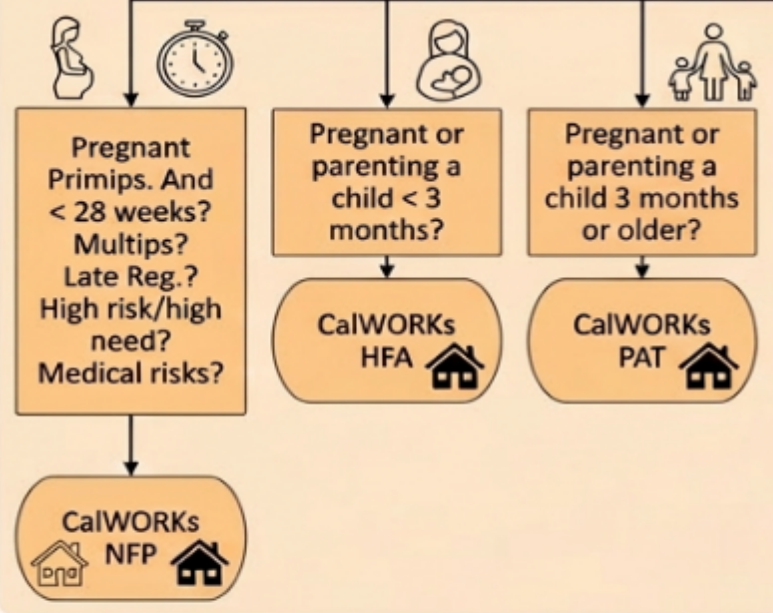 Pregnant
Primips. And
< 28 weeks?
Multips?
Late Reg.?
High risk/high
need?
Medical risks?
CalWORKs
NFP
Pregnant or
parenting a
child < 3
months?
CalWORKs
HFA
Pregnant or
parenting a
child 3 months
or older?
CalWORKs
PAT